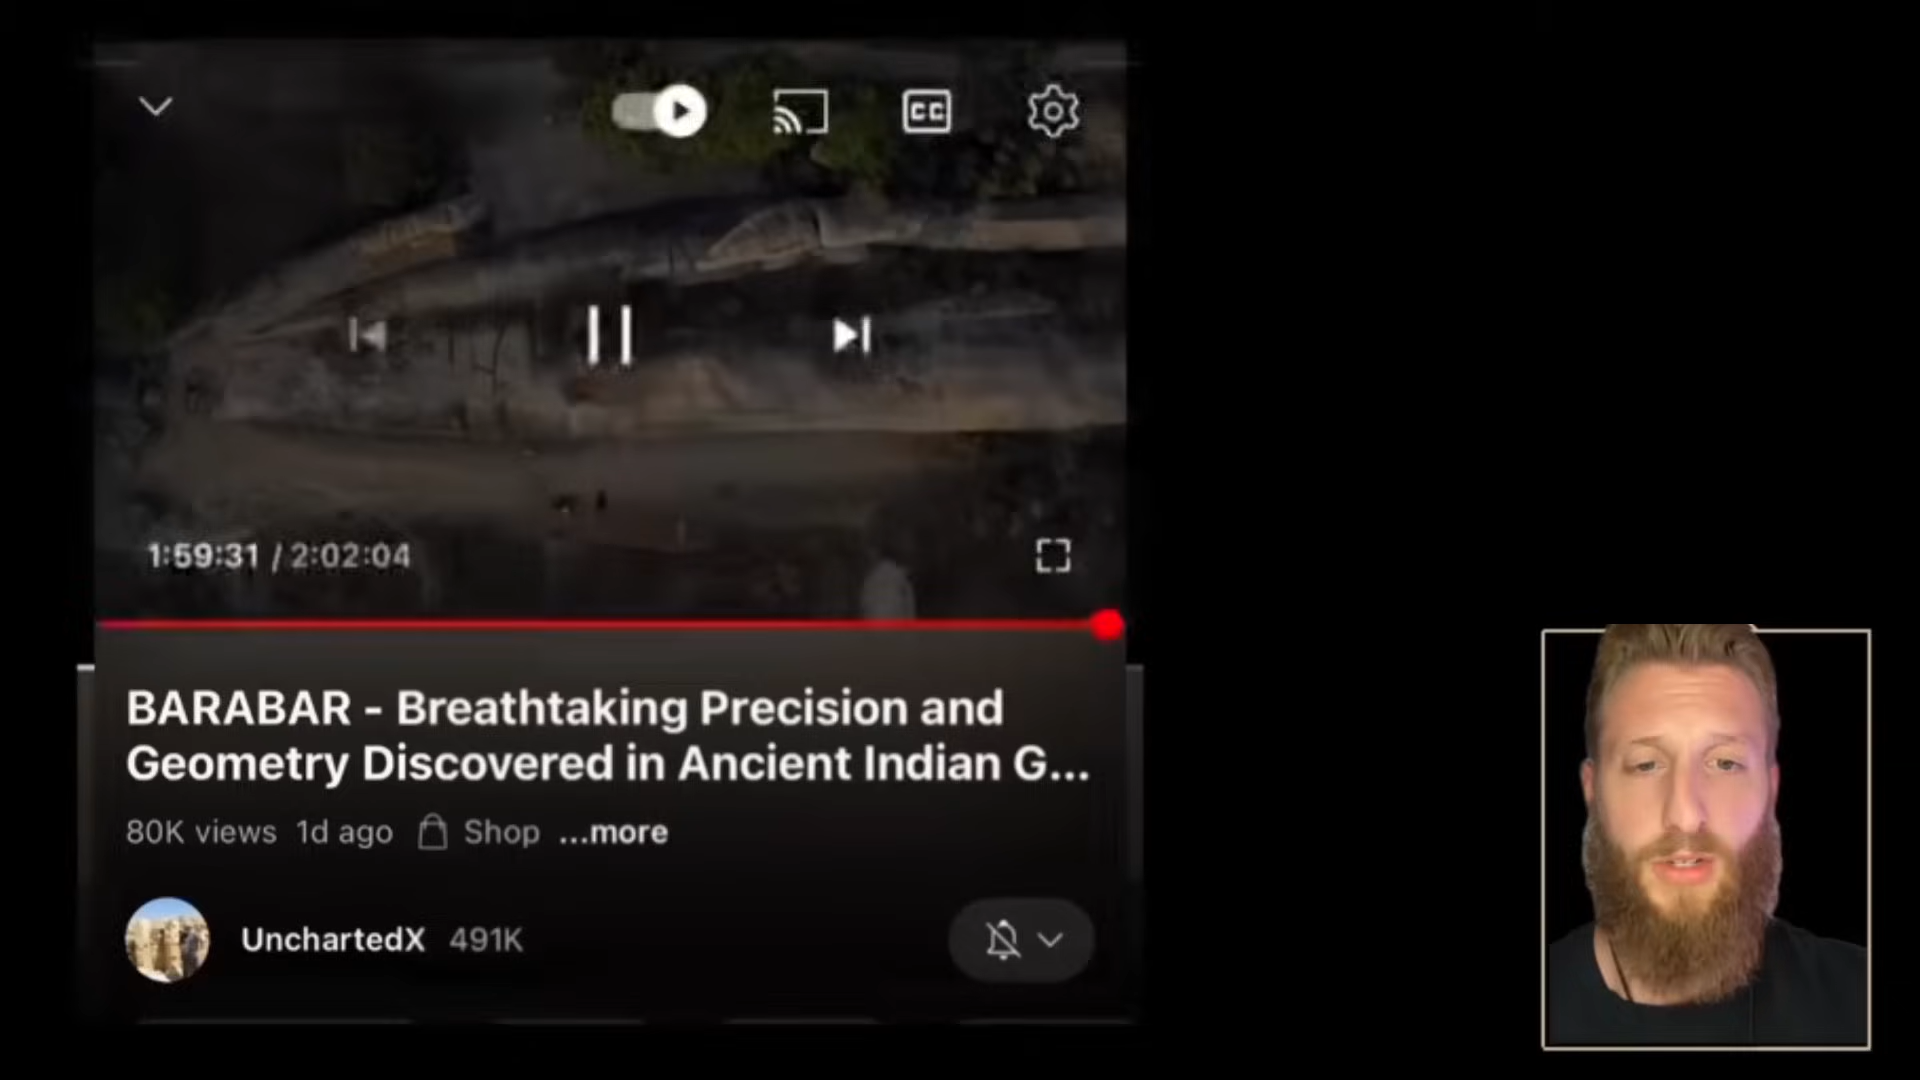 CC
1:59:31 / 2:02:04
BARABAR - Breathtaking Precision and
Geometry Discovered in Ancient Indian G...
80K views 1d ago Shop ...more
UnchartedX 491K